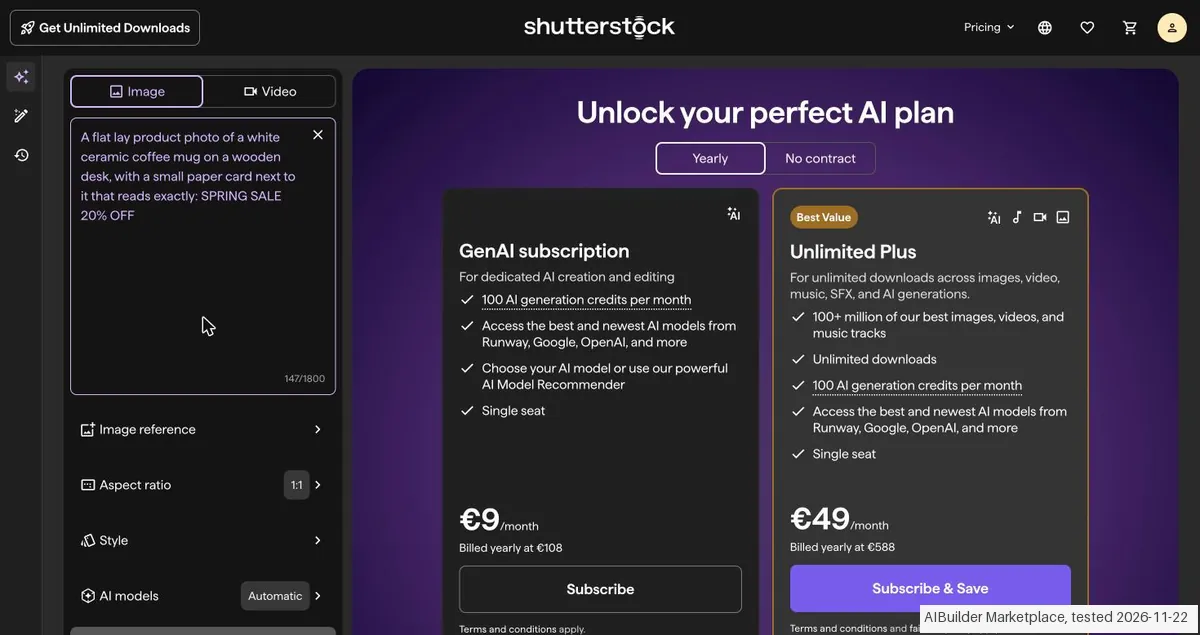 Get Unlimited Downloads
shutterstock
Pricing
Image
Video
A flat lay product photo of a white
ceramic coffee mug on a wooden
desk, with a small paper card next to
it that reads exactly: SPRING SALE
20% OFF
147/1800
Image reference
Aspect ratio
1:1
Style
AI models
Automatic
Unlock your perfect AI plan
Yearly
No contract
AI
GenAI subscription
For dedicated AI creation and editing
100 AI generation credits per month
Access the best and newest AI models from
Runway, Google, OpenAI, and more
Choose your AI model or use our powerful
AI Model Recommender
Single seat
€9/month
Billed yearly at €108
Subscribe
Terms and conditions apply.
Best Value
AI
Unlimited Plus
For unlimited downloads across images, video,
music, SFX, and AI generations.
100+ million of our best images, videos, and
music tracks
Unlimited downloads
100 AI generation credits per month
Access the best and newest AI models from
Runway, Google, OpenAI, and more
Single seat
€49/month
Billed yearly at €588
Subscribe & Save
Terms and conditions and
AIBuilder Marketplace, tested 2026-11-22